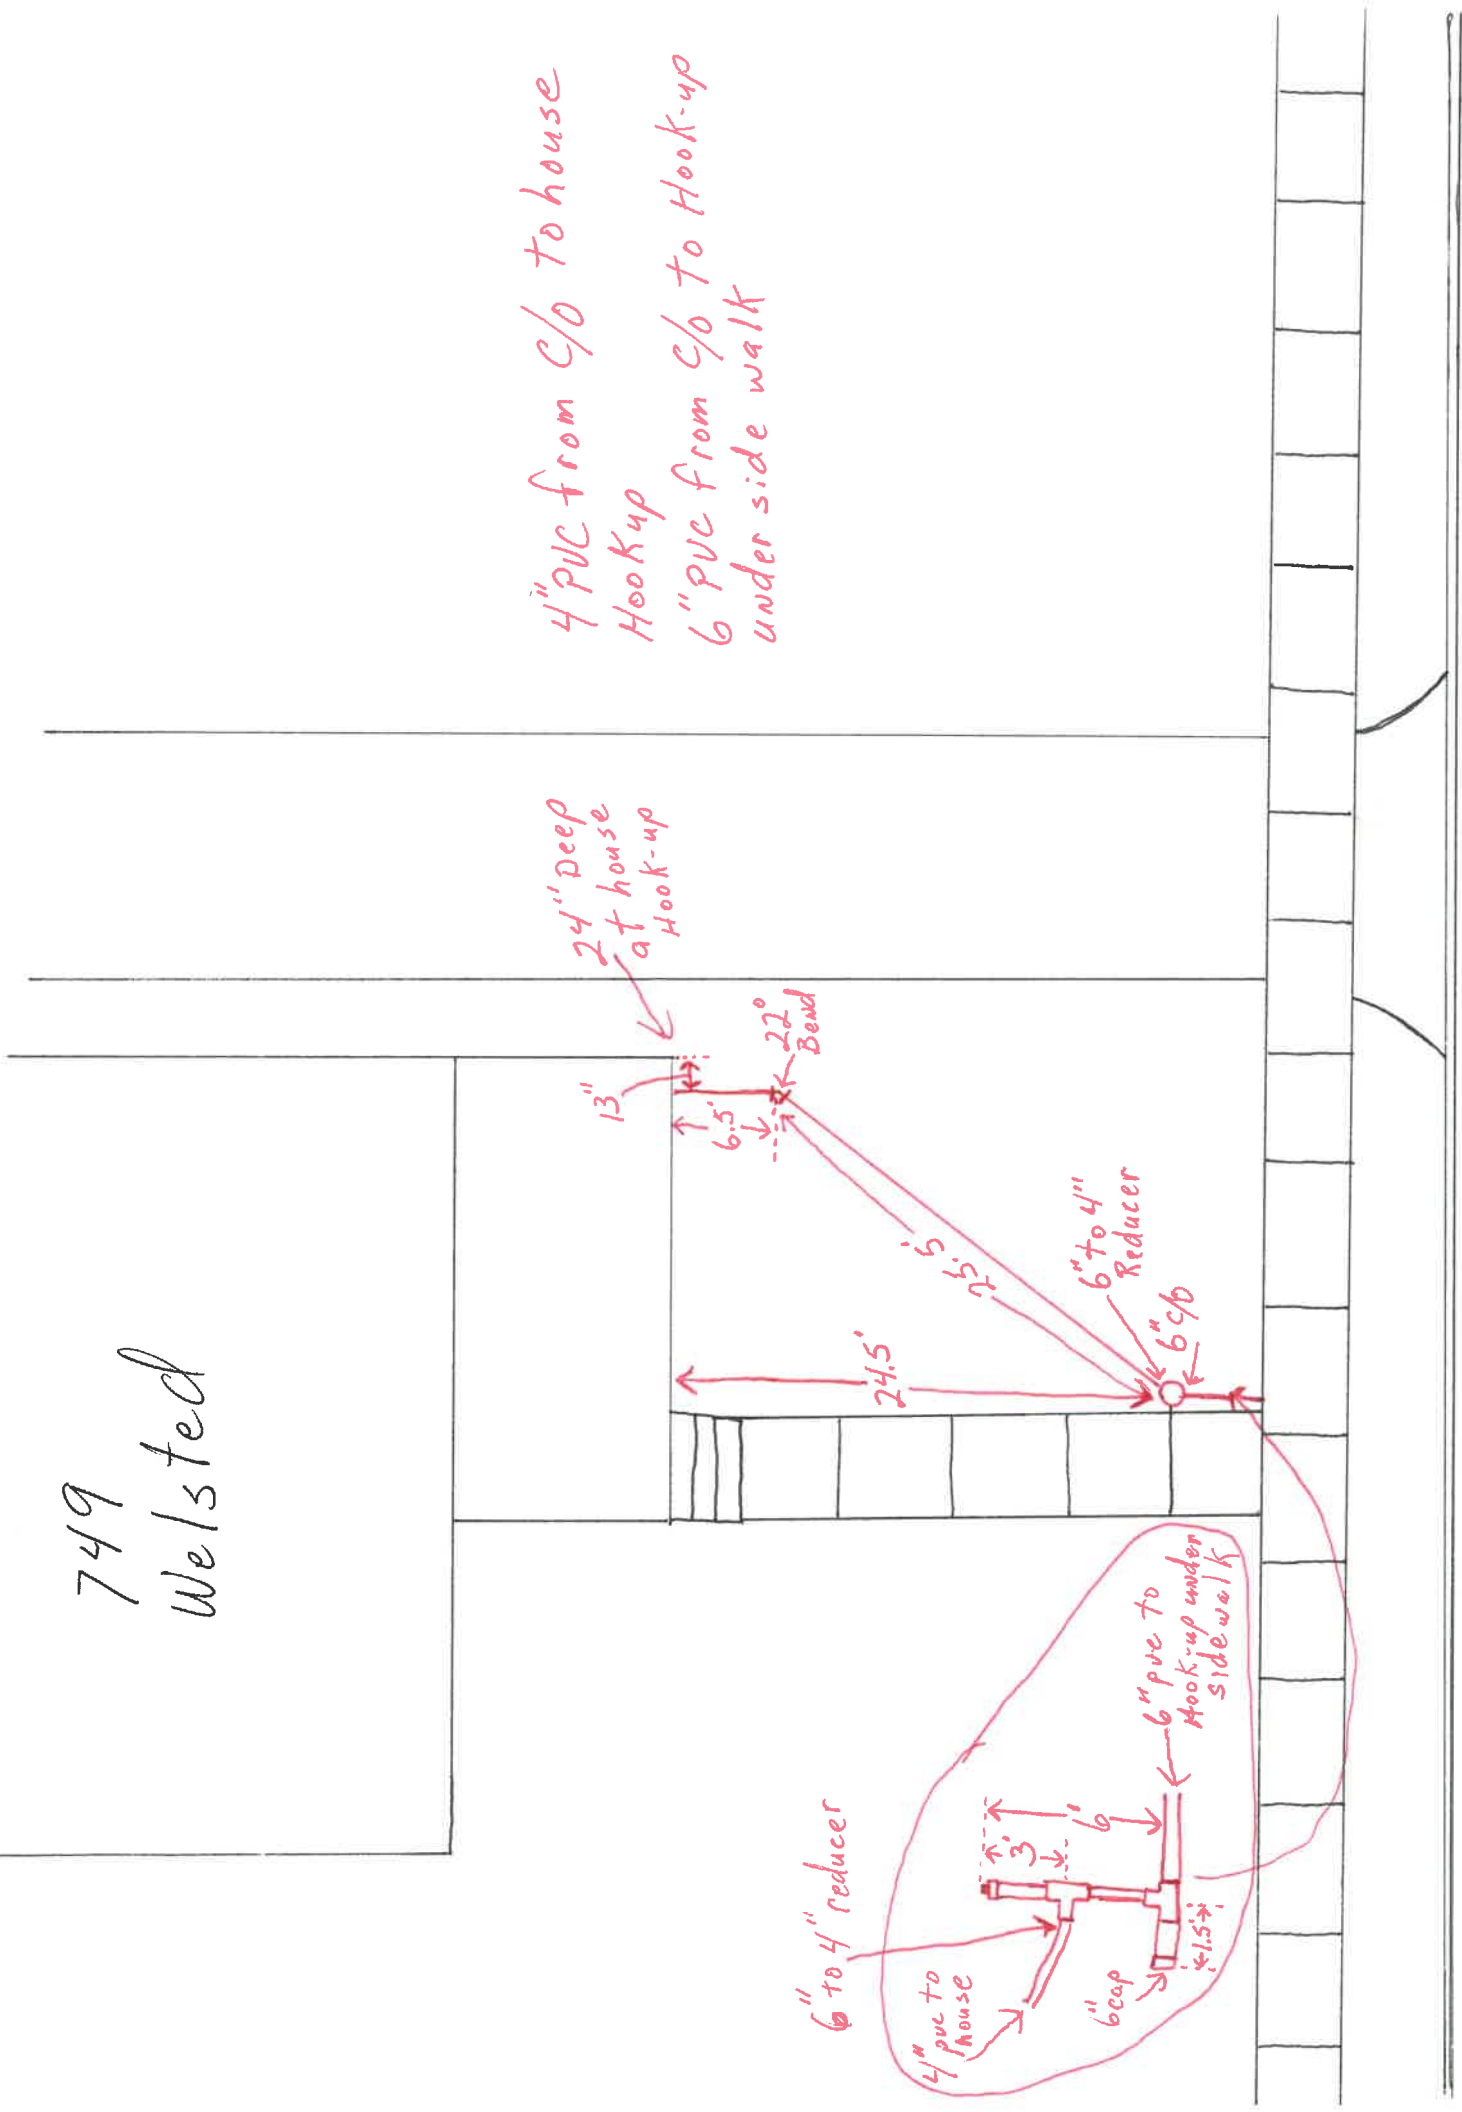 749
Welsted
4" PVC from C/O to house
Hookup
6" PVC from C/O to Hook-up
under side walk
24" Deep
at house
Hook-up
13"
6.5'
22°
Bend
25.5'
24.5'
6" to 4"
Reducer
6" c/o
6" to 4" reducer
4" pvc to
house
3'
6'
6" cap
1.5'
6" pvc to
Hook-up under
sidewalk